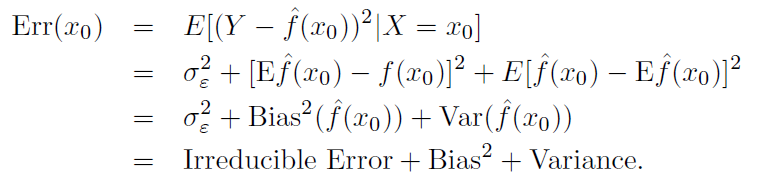 Err(x₀) = E[(Y − f̂(x₀))²|X = x₀]
= σ²_ε + [Ef̂(x₀) − f(x₀)]² + E[f̂(x₀) − Ef̂(x₀)]²
= σ²_ε + Bias²(f̂(x₀)) + Var(f̂(x₀))
= Irreducible Error + Bias² + Variance.